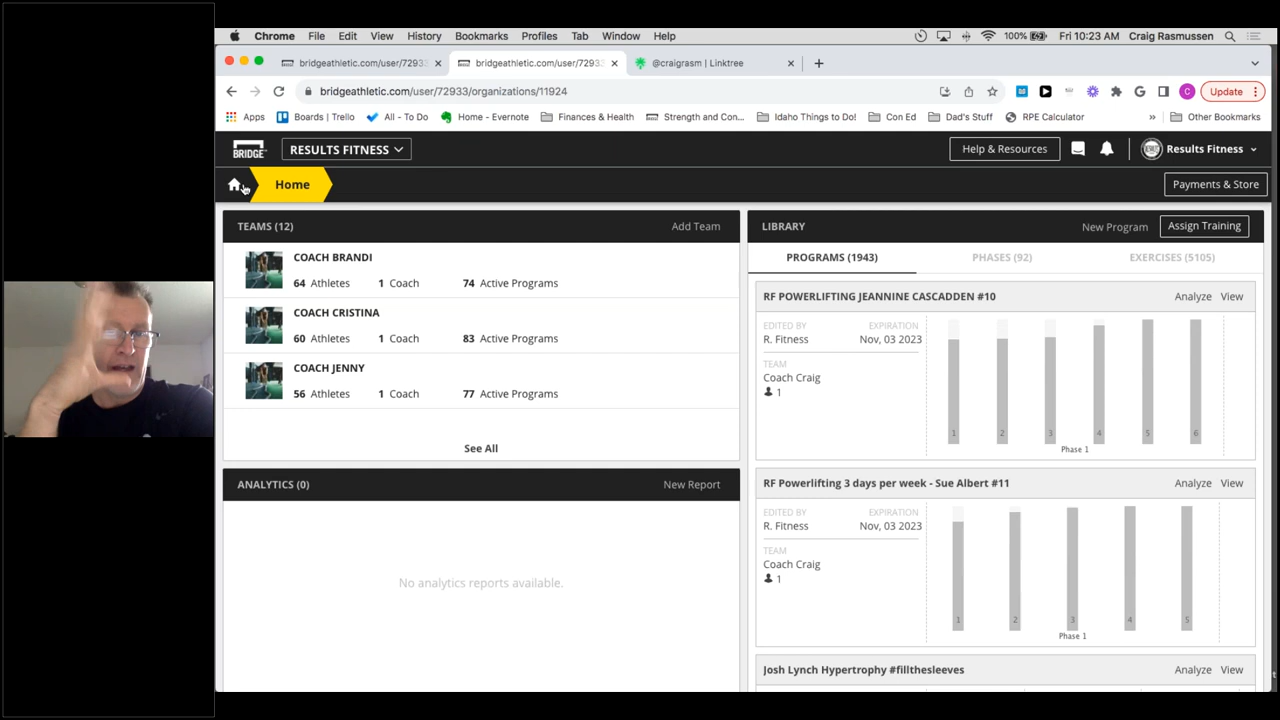 Chrome File Edit View History Bookmarks Profiles Tab Window Help 100% Fri 10:23 AM Craig Rasmussen
bridgeathletic.com/user/7293 bridgeathletic.com/user/7293 @craigrasm | Linktree
bridgeathletic.com/user/72933/organizations/11924 Update
Apps Boards | Trello All - To Do Home - Evernote Finances & Health Strength and Con... Idaho Things to Do! Con Ed Dad's Stuff RPE Calculator » Other Bookmarks
BRIDGE RESULTS FITNESS Help & Resources Results Fitness
Home Payments & Store
TEAMS (12) Add Team
COACH BRANDI
64 Athletes 1 Coach 74 Active Programs
COACH CRISTINA
60 Athletes 1 Coach 83 Active Programs
COACH JENNY
56 Athletes 1 Coach 77 Active Programs
See All
ANALYTICS (0) New Report
No analytics reports available.
LIBRARY New Program Assign Training
PROGRAMS (1943) PHASES (92) EXERCISES (5105)
RF POWERLIFTING JEANNINE CASCADDEN #10 Analyze View
EDITED BY EXPIRATION
R. Fitness Nov, 03 2023
TEAM
Coach Craig
1
1 2 3 4 5 6
Phase 1
RF Powerlifting 3 days per week - Sue Albert #11 Analyze View
EDITED BY EXPIRATION
R. Fitness Nov, 03 2023
TEAM
Coach Craig
1
1 2 3 4 5
Phase 1
Josh Lynch Hypertrophy #fillthesleeves Analyze View